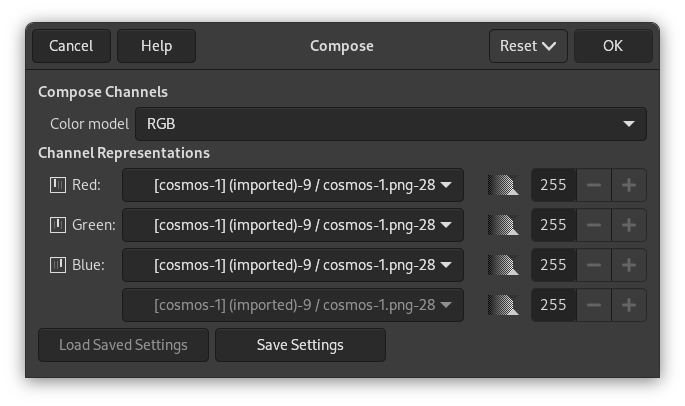 Cancel Help Compose Reset OK
Compose Channels
Color model RGB
Channel Representations
Red: [cosmos-1] (imported)-9 / cosmos-1.png-28 255
Green: [cosmos-1] (imported)-9 / cosmos-1.png-28 255
Blue: [cosmos-1] (imported)-9 / cosmos-1.png-28 255
[cosmos-1] (imported)-9 / cosmos-1.png-28 255
Load Saved Settings Save Settings